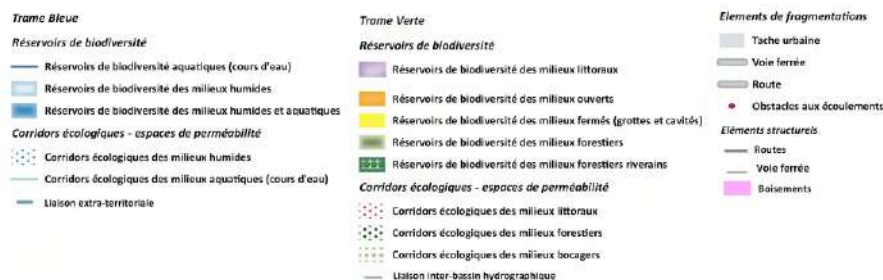 Trame Bleue
Réservoirs de biodiversité
Réservoirs de biodiversité aquatiques (cours d'eau)
Réservoirs de biodiversité des milieux humides
Réservoirs de biodiversité des milieux humides et aquatiques
Corridors écologiques - espaces de perméabilité
Corridors écologiques des milieux humides
Corridors écologiques des milieux aquatiques (cours d'eau)
Liaison extra-territoriale
Trame Verte
Réservoirs de biodiversité
Réservoirs de biodiversité des milieux littoraux
Réservoirs de biodiversité des milieux ouverts
Réservoirs de biodiversité des milieux fermés (grottes et cavités)
Réservoirs de biodiversité des milieux forestiers
Réservoirs de biodiversité des milieux forestiers riverains
Corridors écologiques - espaces de perméabilité
Corridors écologiques des milieux littoraux
Corridors écologiques des milieux forestiers
Corridors écologiques des milieux bocagers
Liaison inter-bassin hydrographique
Elements de fragmentations
Tache urbaine
Voie ferrée
Route
Obstacles aux écoulements
Eléments structurels
Routes
Voie ferrée
Boisements